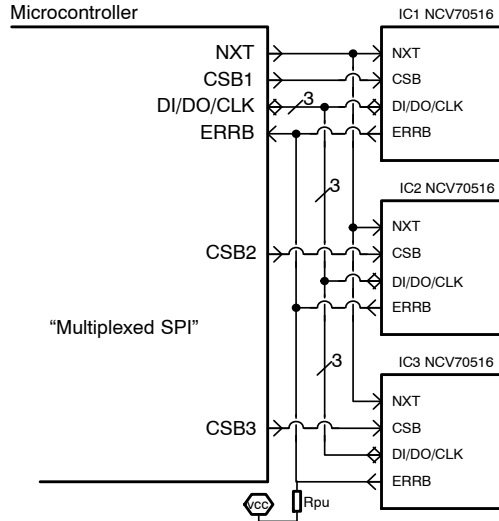 Microcontroller
IC1 NCV70516
NXT
NXT
CSB1
CSB
DI/DO/CLK
3
DI/DO/CLK
ERRB
ERRB
3
IC2 NCV70516
NXT
CSB2
CSB
DI/DO/CLK
ERRB
“Multiplexed SPI”
3
IC3 NCV70516
NXT
CSB3
CSB
DI/DO/CLK
ERRB
VCC
Rpu